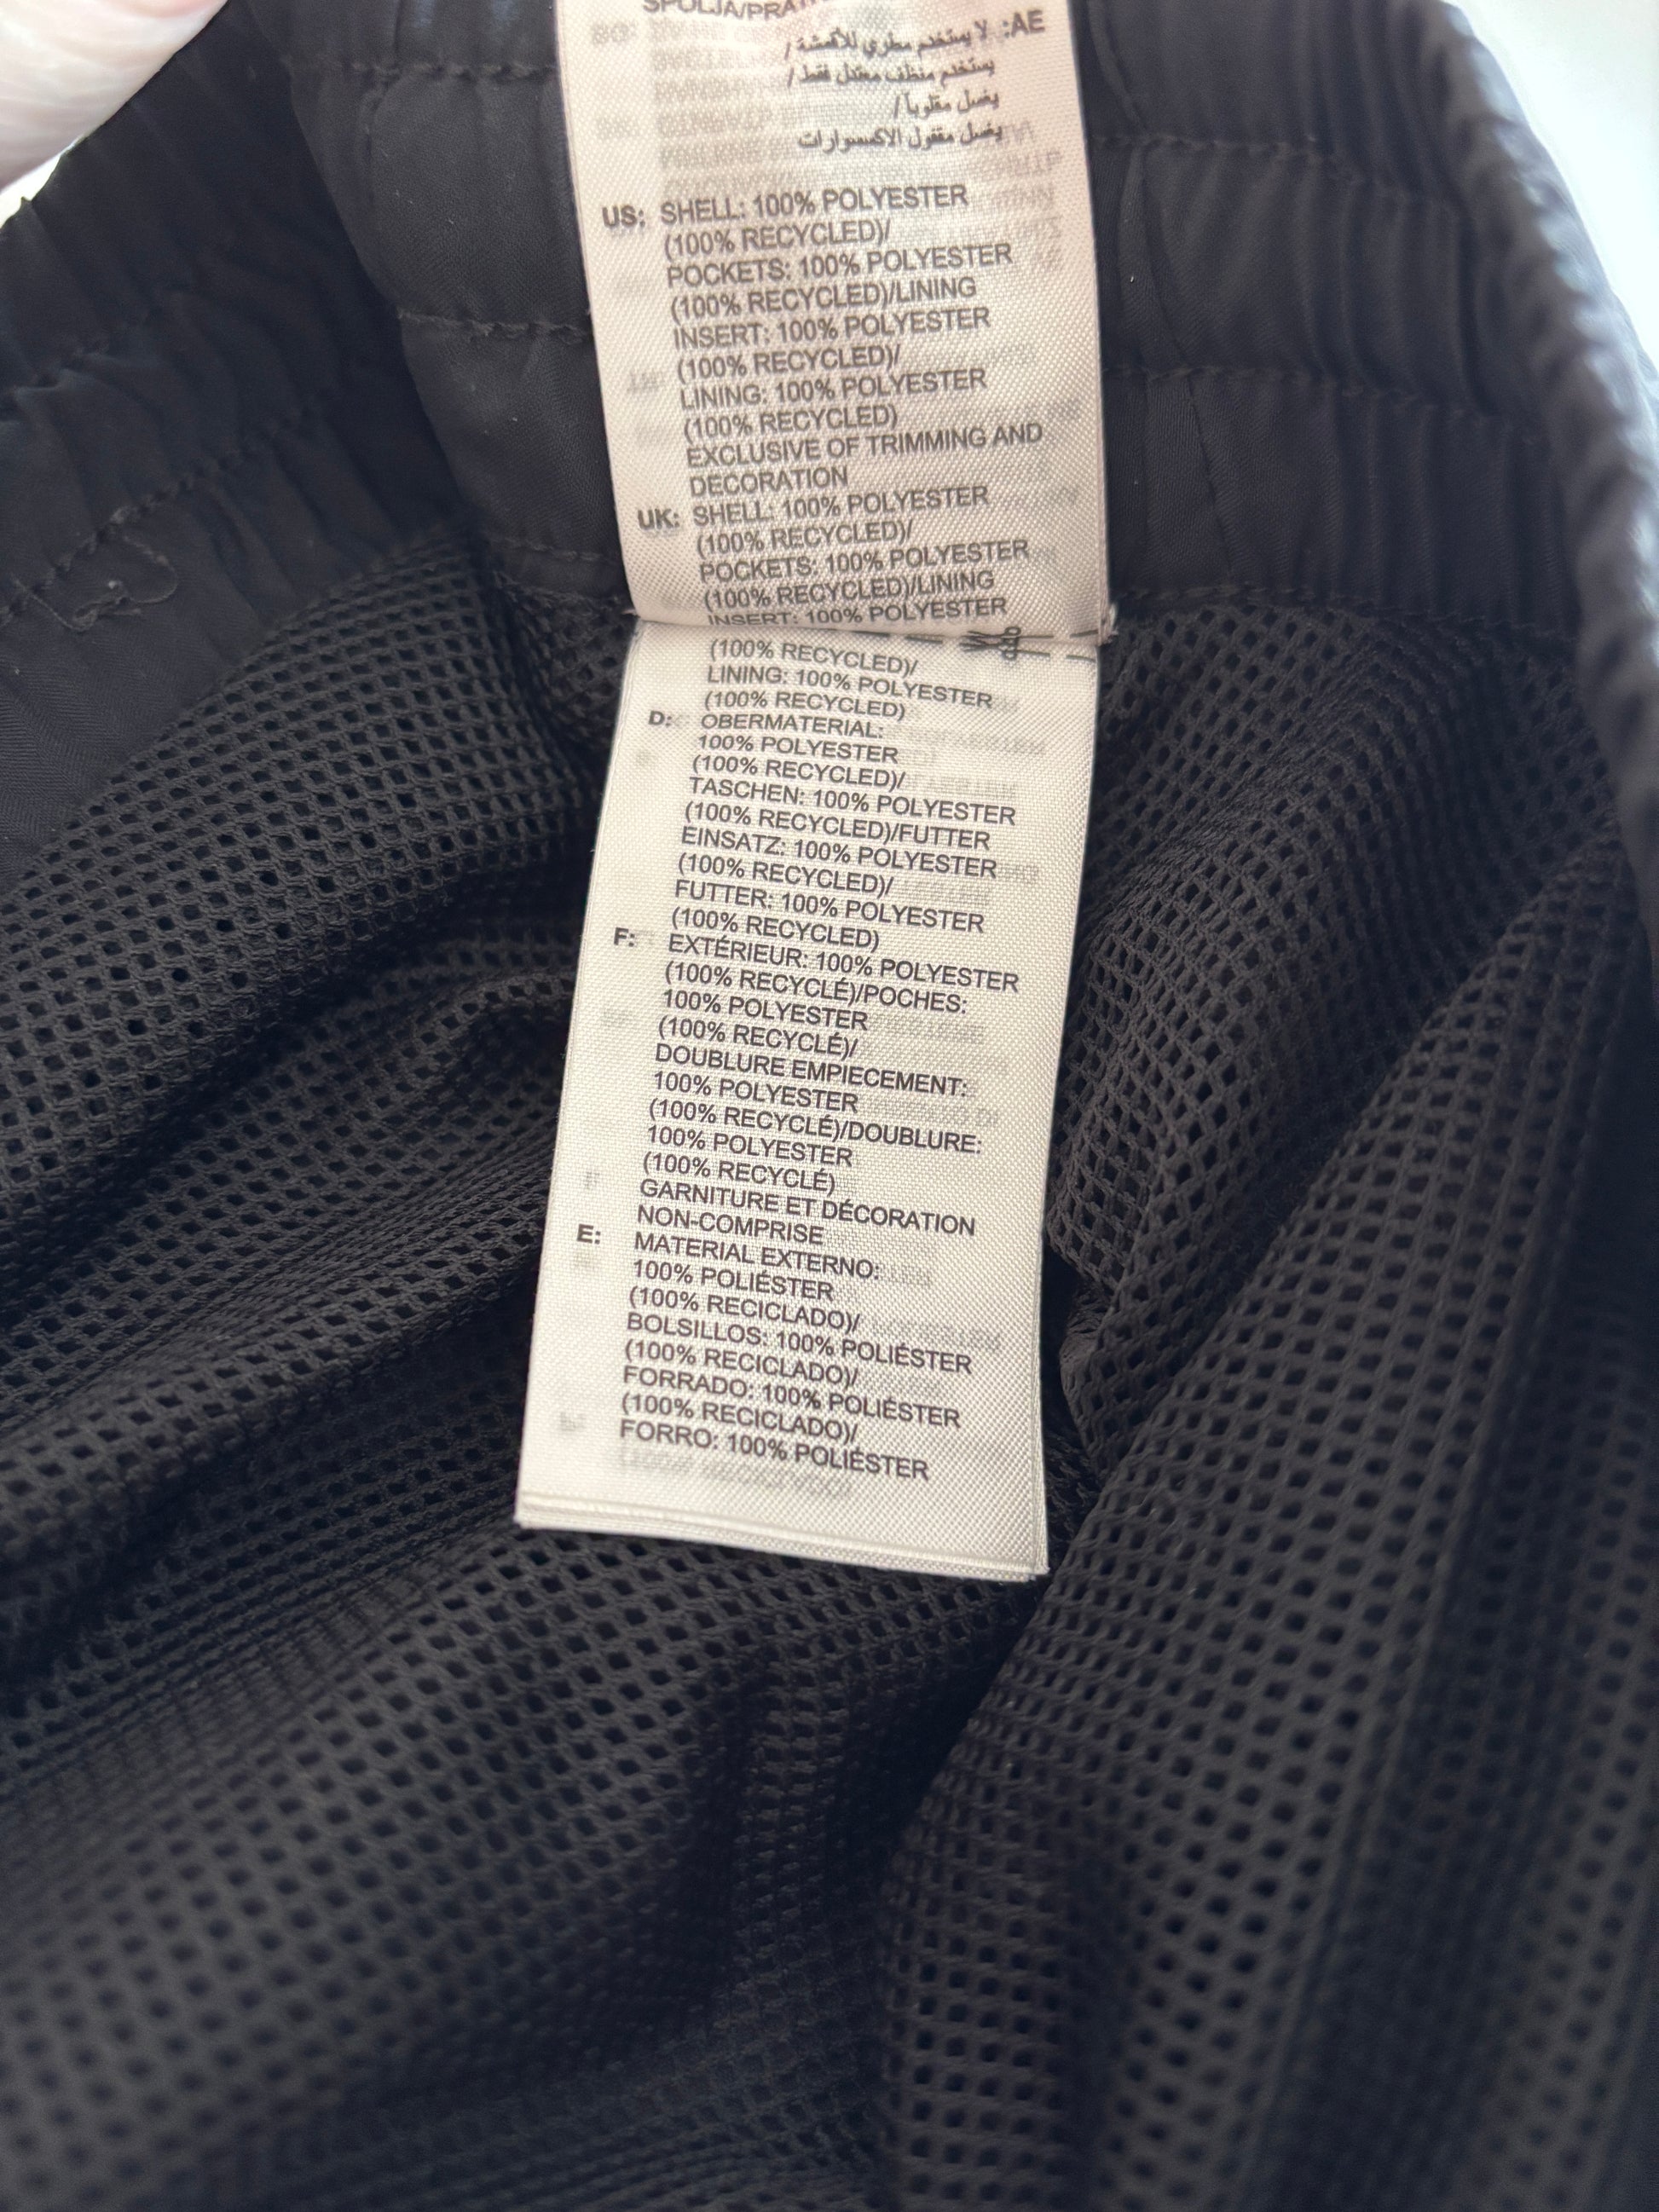 SPOLJA/PRATI
AE: لا يستخدم مطري للأقمشة /
يستخدم منظف معتدل فقط /
يغسل مقلوباً /
يغسل مقفول الاكسسوارات
US: SHELL: 100% POLYESTER
(100% RECYCLED)/
POCKETS: 100% POLYESTER
(100% RECYCLED)/LINING
INSERT: 100% POLYESTER
(100% RECYCLED)/
LINING: 100% POLYESTER
(100% RECYCLED)
EXCLUSIVE OF TRIMMING AND
DECORATION
UK: SHELL: 100% POLYESTER
(100% RECYCLED)/
POCKETS: 100% POLYESTER
(100% RECYCLED)/LINING
INSERT: 100% POLYESTER
(100% RECYCLED)/
LINING: 100% POLYESTER
(100% RECYCLED)
D: OBERMATERIAL:
100% POLYESTER
(100% RECYCLED)/
TASCHEN: 100% POLYESTER
(100% RECYCLED)/FUTTER
EINSATZ: 100% POLYESTER
(100% RECYCLED)/
FUTTER: 100% POLYESTER
(100% RECYCLED)
F: EXTÉRIEUR: 100% POLYESTER
(100% RECYCLÉ)/POCHES:
100% POLYESTER
(100% RECYCLÉ)/
DOUBLURE EMPIECEMENT:
100% POLYESTER
(100% RECYCLÉ)/DOUBLURE:
100% POLYESTER
(100% RECYCLÉ)
GARNITURE ET DÉCORATION
NON-COMPRISE
E: MATERIAL EXTERNO:
100% POLIÉSTER
(100% RECICLADO)/
BOLSILLOS: 100% POLIÉSTER
(100% RECICLADO)/
FORRADO: 100% POLIÉSTER
(100% RECICLADO)/
FORRO: 100% POLIÉSTER